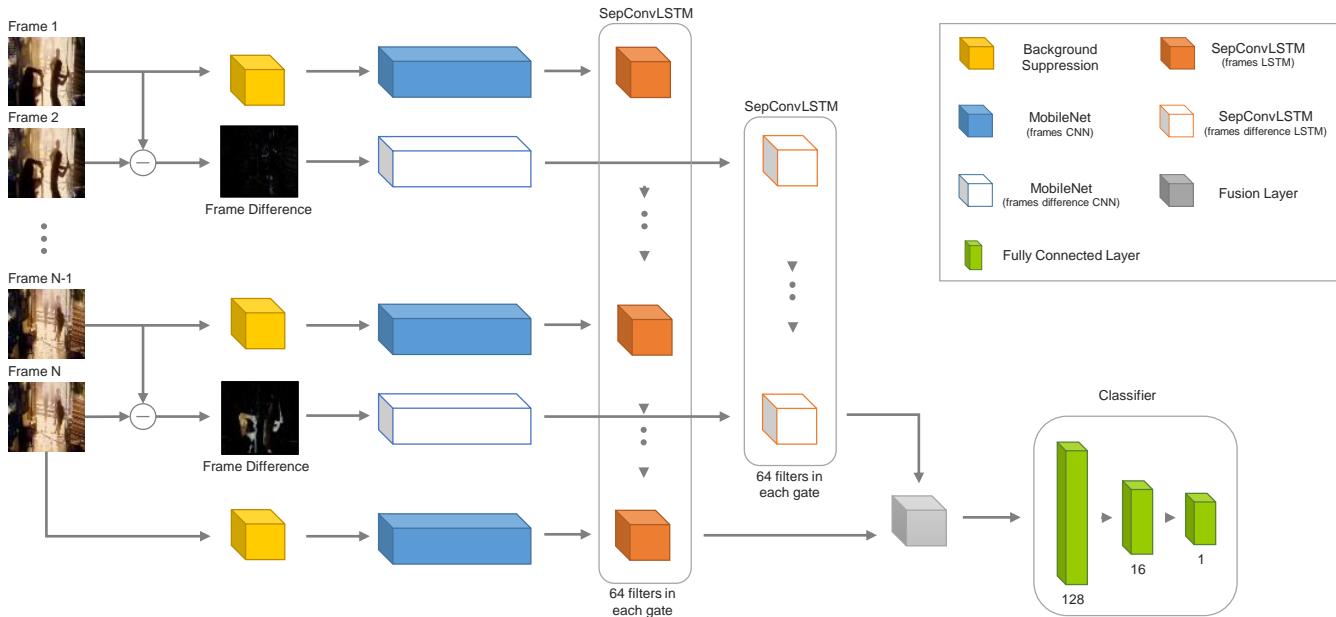 Frame 1
Frame 2
Frame Difference
Frame N-1
Frame N
Frame Difference
SepConvLSTM
64 filters in
each gate
SepConvLSTM
64 filters in
each gate
Classifier
128
16
1
Background
Suppression
SepConvLSTM
(frames LSTM)
MobileNet
(frames CNN)
SepConvLSTM
(frames difference LSTM)
MobileNet
(frames difference CNN)
Fusion Layer
Fully Connected Layer